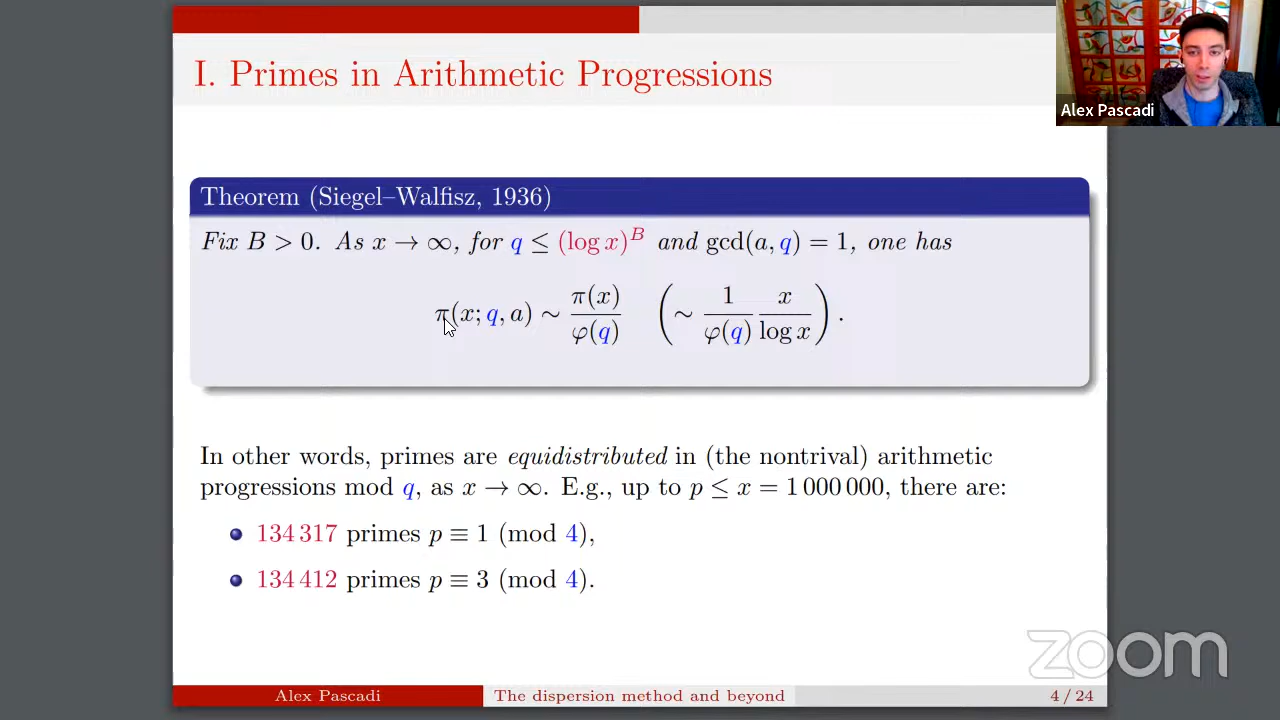 I. Primes in Arithmetic Progressions
Alex Pascadi
Theorem (Siegel–Walfisz, 1936)
Fix B > 0. As x → ∞, for q ≤ (log x)^B and gcd(a, q) = 1, one has
π(x; q, a) ∼ π(x)/φ(q) (∼ 1/φ(q) x/log x).
In other words, primes are equidistributed in (the nontrival) arithmetic
progressions mod q, as x → ∞. E.g., up to p ≤ x = 1 000 000, there are:
134 317 primes p ≡ 1 (mod 4),
134 412 primes p ≡ 3 (mod 4).
zoom
Alex Pascadi The dispersion method and beyond 4 / 24